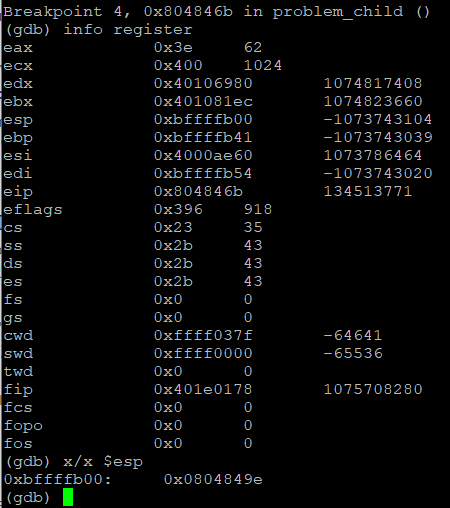 Breakpoint 4, 0x804846b in problem_child ()
(gdb) info register
eax 0x3e 62
ecx 0x400 1024
edx 0x40106980 1074817408
ebx 0x401081ec 1074823660
esp 0xbffffb00 -1073743104
ebp 0xbffffb41 -1073743039
esi 0x4000ae60 1073786464
edi 0xbffffb54 -1073743020
eip 0x804846b 134513771
eflags 0x396 918
cs 0x23 35
ss 0x2b 43
ds 0x2b 43
es 0x2b 43
fs 0x0 0
gs 0x0 0
cwd 0xffff037f -64641
swd 0xffff0000 -65536
twd 0x0 0
fip 0x401e0178 1075708280
fcs 0x0 0
fopo 0x0 0
fos 0x0 0
(gdb) x/x $esp
0xbffffb00: 0x0804849e
(gdb)